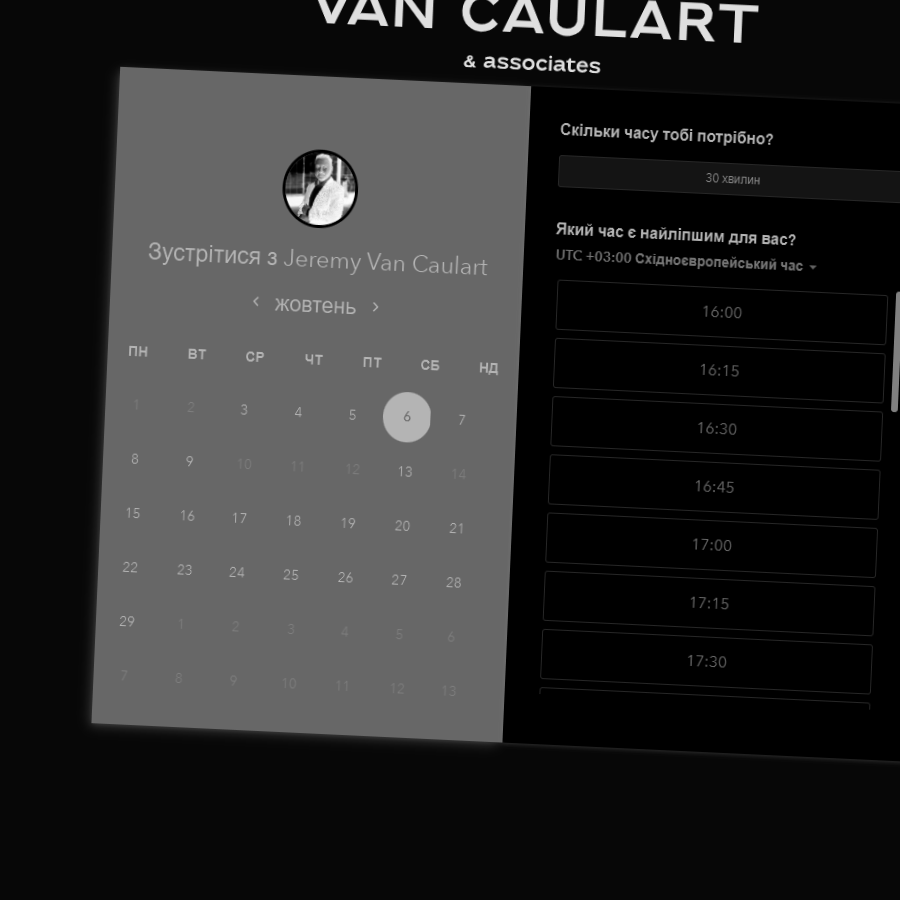 VAN CAULART
& associates
Зустрітися з Jeremy Van Caulart
жовтень
ПН ВТ СР ЧТ ПТ СБ НД
1 2 3 4 5 6 7
8 9 10 11 12 13 14
15 16 17 18 19 20 21
22 23 24 25 26 27 28
29 1 2 3 4 5 6
7 8 9 10 11 12 13
Скільки часу тобі потрібно?
30 хвилин
Який час є найліпшим для вас?
UTC +03:00 Східноєвропейський час
16:00
16:15
16:30
16:45
17:00
17:15
17:30